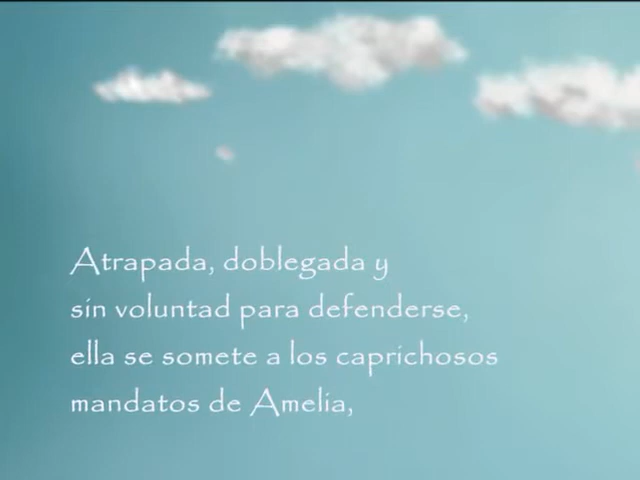 Atrapada, doblegada y
sin voluntad para defenderse,
ella se somete a los caprichosos
mandatos de Amelia,